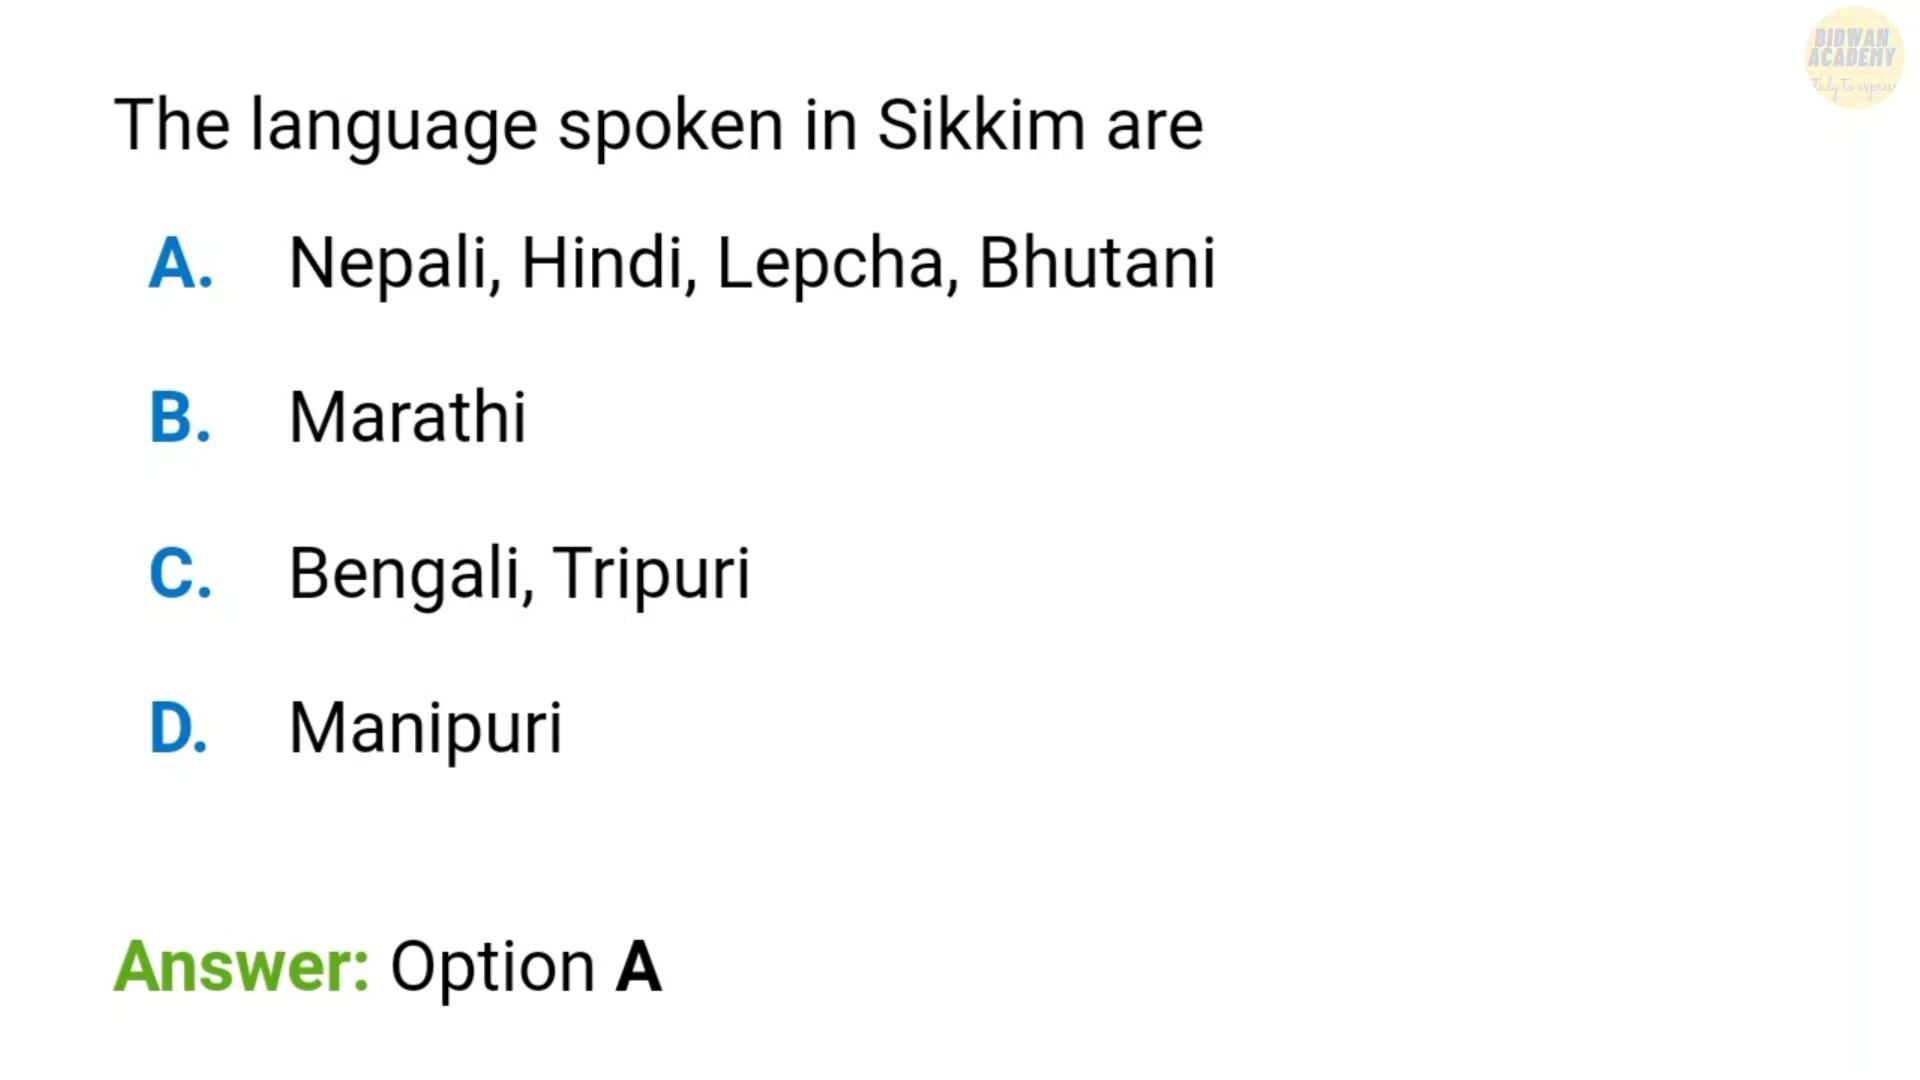 BIDWAN
ACADEMY
The language spoken in Sikkim are
A. Nepali, Hindi, Lepcha, Bhutani
B. Marathi
C. Bengali, Tripuri
D. Manipuri
Answer: Option A